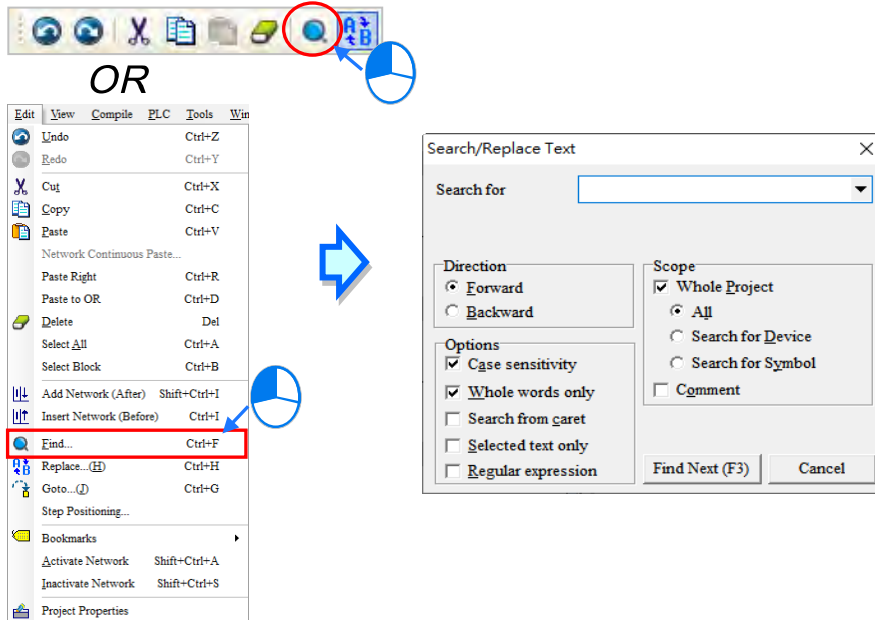 OR
Edit View Compile PLC Tools Win
Undo Ctrl+Z
Redo Ctrl+Y
Cut Ctrl+X
Copy Ctrl+C
Paste Ctrl+V
Network Continuous Paste...
Paste Right Ctrl+R
Paste to OR Ctrl+D
Delete Del
Select All Ctrl+A
Select Block Ctrl+B
Add Network (After) Shift+Ctrl+I
Insert Network (Before) Ctrl+I
Find... Ctrl+F
Replace...(H) Ctrl+H
Goto...(J) Ctrl+G
Step Positioning...
Bookmarks
Activate Network Shift+Ctrl+A
Inactivate Network Shift+Ctrl+S
Project Properties
Search/Replace Text
Search for
Direction
Forward
Backward
Options
Case sensitivity
Whole words only
Search from caret
Selected text only
Regular expression
Scope
Whole Project
All
Search for Device
Search for Symbol
Comment
Find Next (F3) Cancel